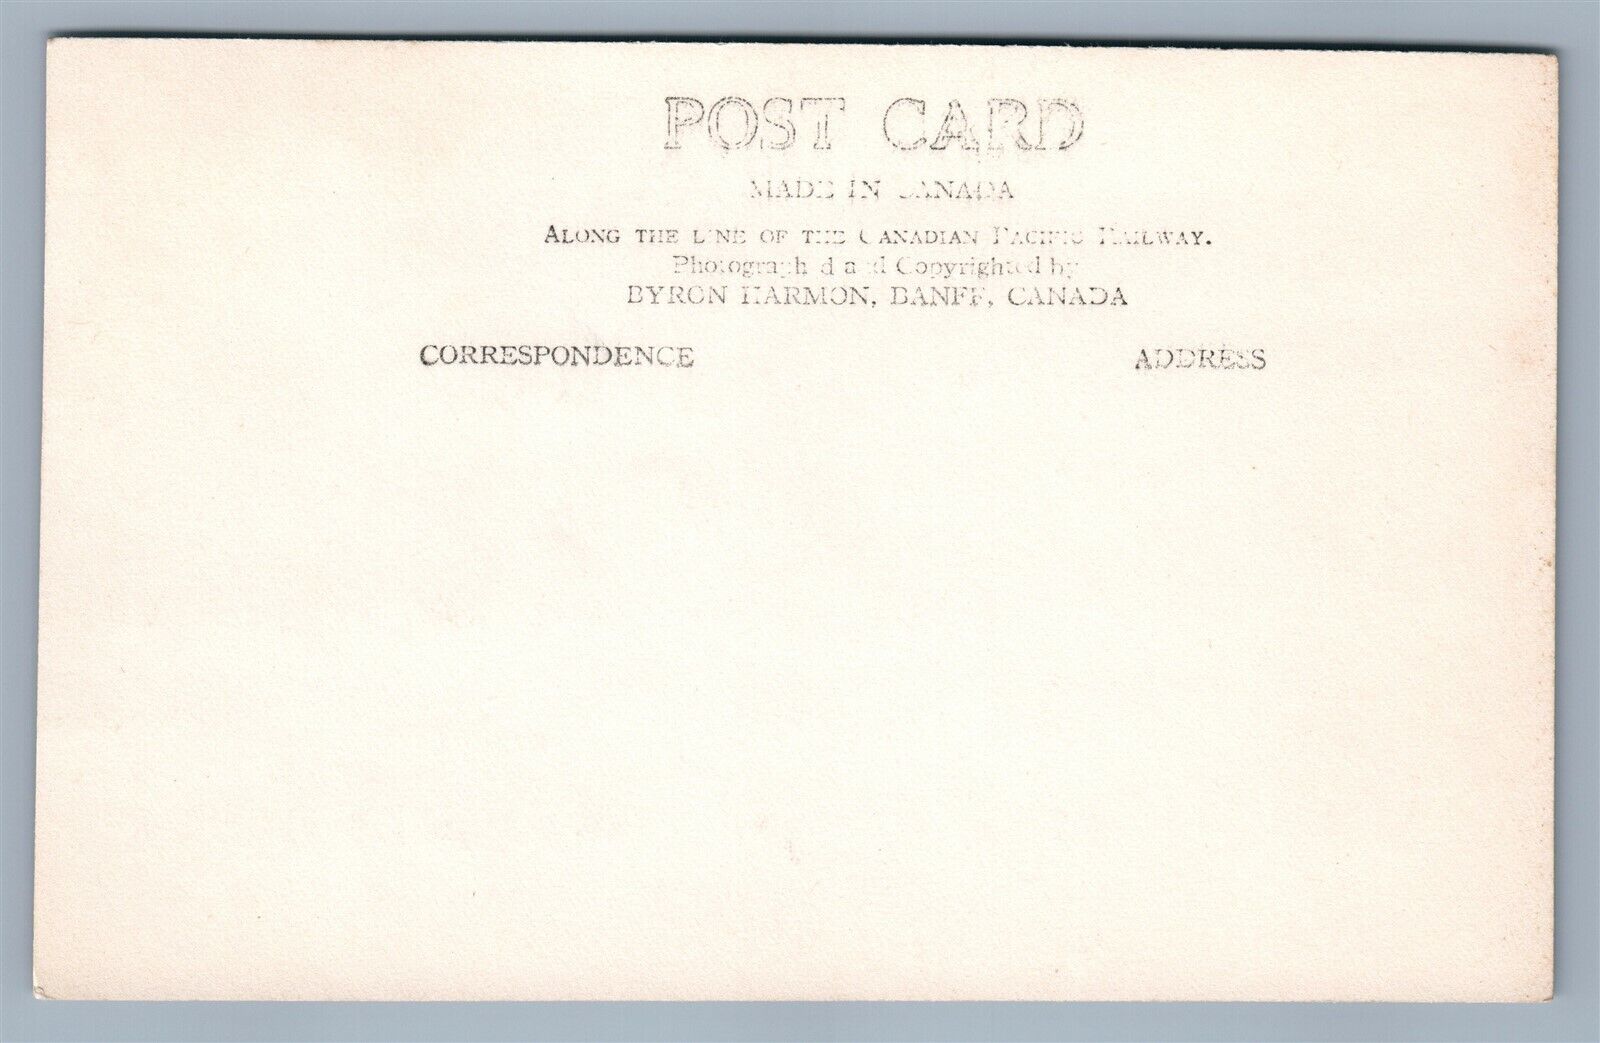 POST CARD
MADE IN CANADA
ALONG THE LINE OF THE CANADIAN PACIFIC RAILWAY.
Photographed and Copyrighted by
BYRON HARMON, BANFF, CANADA
CORRESPONDENCE ADDRESS